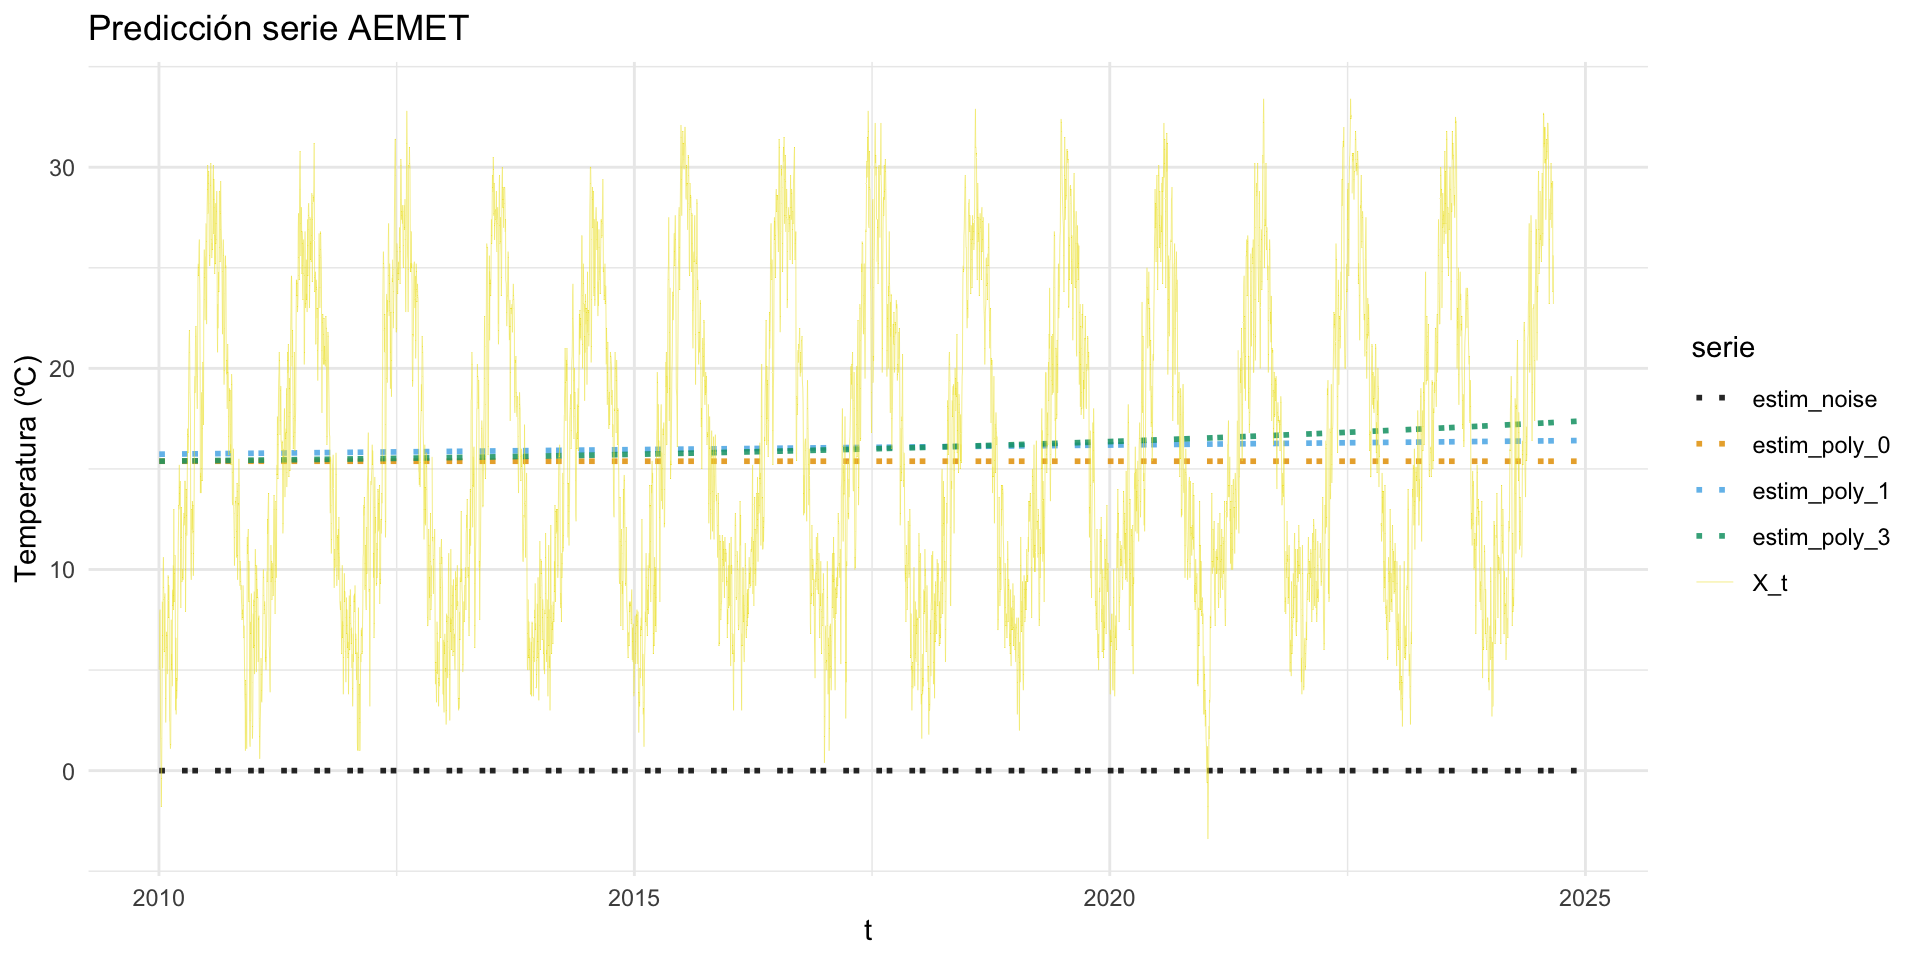 Predicción serie AEMET
Temperatura (ºC)
30
20
10
0
2010
2015
2020
2025
t
serie
estim_noise
estim_poly_0
estim_poly_1
estim_poly_3
X_t